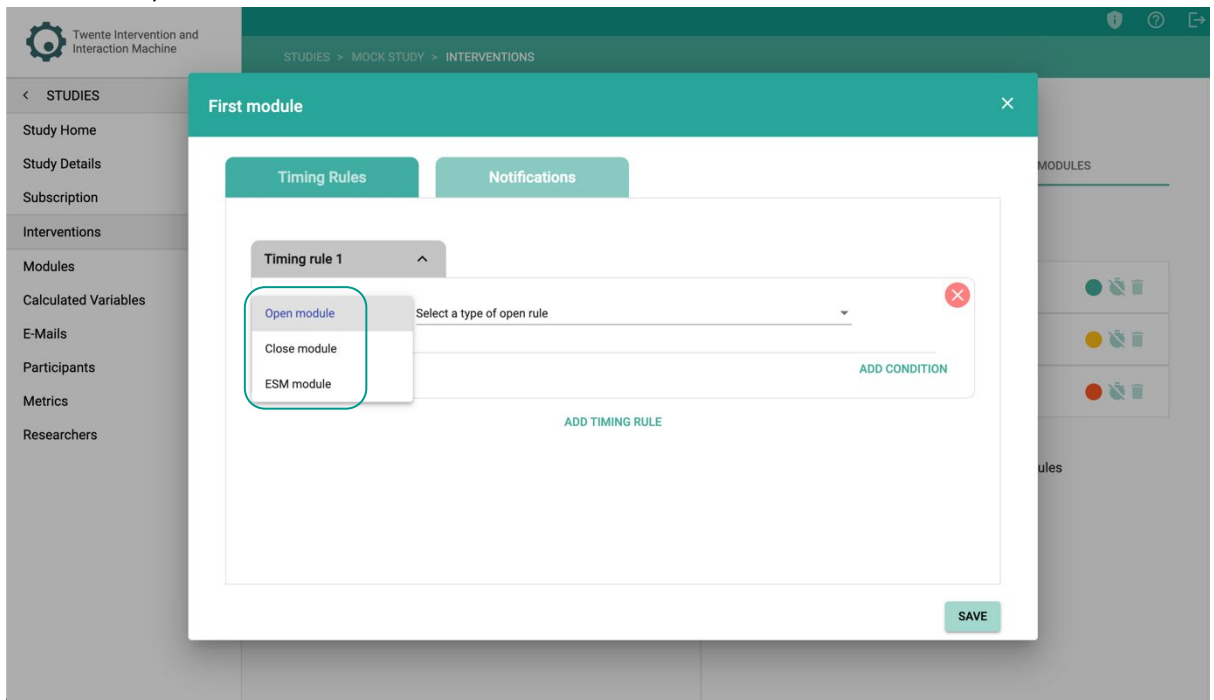 Twente Intervention and
Interaction Machine
STUDIES > MOCK STUDY > INTERVENTIONS
< STUDIES
Study Home
Study Details
Subscription
Interventions
Modules
Calculated Variables
E-Mails
Participants
Metrics
Researchers
First module
Timing Rules
Notifications
Timing rule 1
Open module
Close module
ESM module
Select a type of open rule
ADD CONDITION
ADD TIMING RULE
SAVE
MODULES
ules